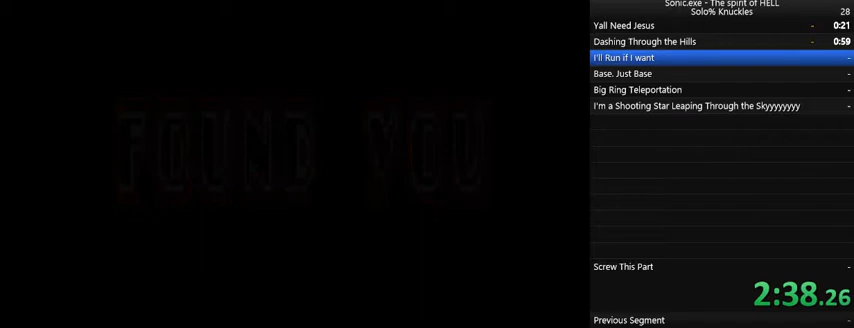 FOUND YOU
Sonic.exe - The spirit of HELL
Solo% Knuckles 28
Yall Need Jesus - 0:21
Dashing Through the Hills - 0:59
I'll Run if I want -
Base. Just Base -
Big Ring Teleportation -
I'm a Shooting Star Leaping Through the Skyyyyyyy -
Screw This Part -
2:38.26
Previous Segment -